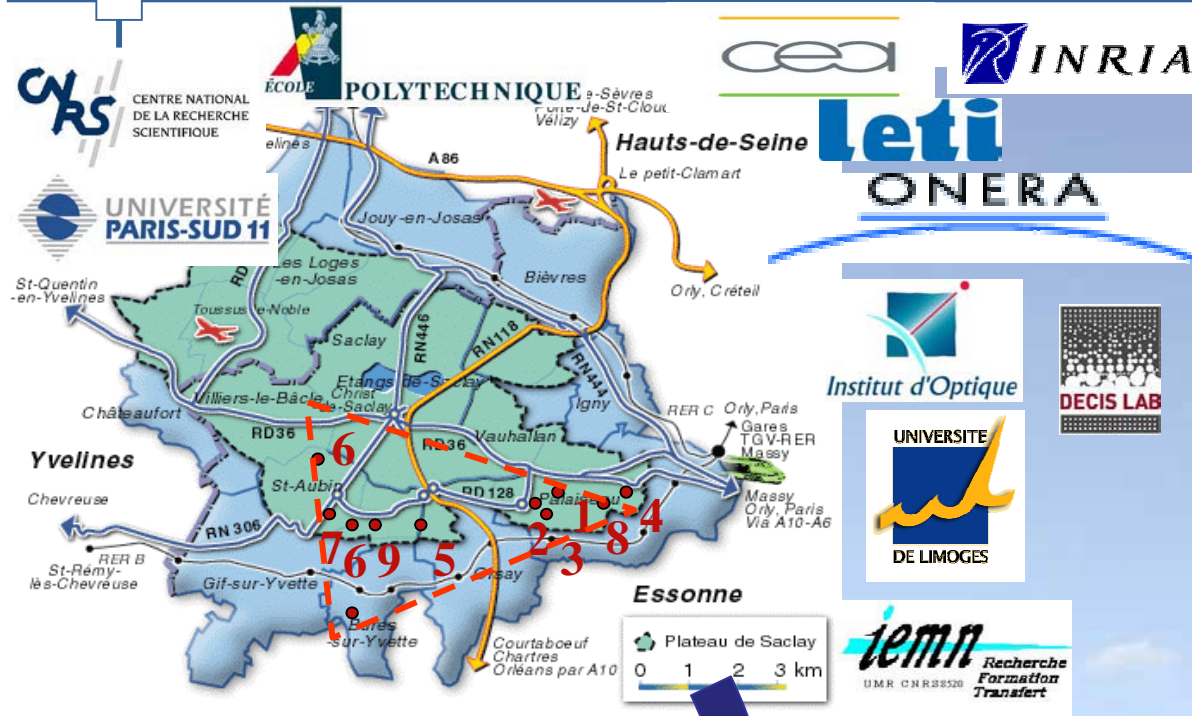 CNRS
CENTRE NATIONAL
DE LA RECHERCHE
SCIENTIFIQUE
ÉCOLE
POLYTECHNIQUE
cea
INRIA
leti
ONERA
UNIVERSITÉ
PARIS-SUD 11
Institut d'Optique
DECIS LAB
UNIVERSITE
DE LIMOGES
iemn
Recherche
Formation
Transfert
UMR CNRS8520
e-Sèvres
Porte-de-St-Clou
Vélizy
Hauts-de-Seine
Le petit-Clamart
elines
A 86
Jouy-en-Josas
Bièvres
Orly, Créteil
St-Quentin
-en-Yvelines
RD
Les Loges
-en-Josas
Toussus-le-Noble
Saclay
RN446
RN118
RN444
Etangs-de-Saclay
Christ
-de-Saclay
Villiers-le-Bâcle
Igny
Châteaufort
RD36
RD36
Vauhallan
RER C
Orly, Paris
Gares
TGV-RER
Massy
Yvelines
6
St-Aubin
RD 128
Palaiseau
Chevreuse
RN 306
7
6
9
5
2
3
1
8
4
Massy
Orly, Paris
Via A10-A6
RER B
St-Rémy-
lès-Chevreuse
Gif-sur-Yvette
Orsay
Bures
-sur-Yvette
Essonne
Courtaboeuf
Chartres
Orléans par A10
Plateau de Saclay
0 1 2 3 km